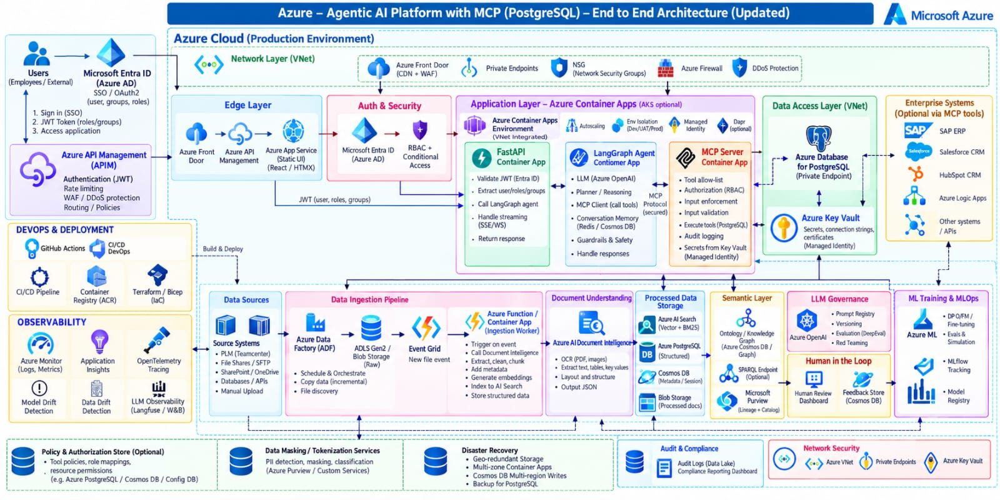 Azure – Agentic AI Platform with MCP (PostgreSQL) – End to End Architecture (Updated)
Microsoft Azure
Users
(Employees / External)
Microsoft Entra ID
(Azure AD)
SSO / OAuth2
(user, groups, roles)
1. Sign in (SSO)
2. JWT Token (roles/groups)
3. Access application
Azure API Management
(APIM)
Authentication (JWT)
Rate limiting
WAF / DDoS protection
Routing / Policies
Azure Cloud (Production Environment)
Network Layer (VNet)
Azure Front Door
(CDN + WAF)
Private Endpoints
NSG
(Network Security Groups)
Azure Firewall
DDoS Protection
Edge Layer
Azure Front
Door
Azure API
Management
Azure App Service
(Static UI)
(React / HTMX)
Auth & Security
Microsoft Entra ID
(Azure AD)
RBAC +
Conditional
Access
JWT (user, roles, groups)
Application Layer – Azure Container Apps (AKS optional)
Azure Container Apps
Environment
(VNet Integrated)
Autoscaling
Env Isolation
(Dev/UAT/Prod)
Managed
Identity
Dapr
(optional)
FastAPI
Container App
• Validate JWT (Entra ID)
• Extract user/roles/groups
• Call LangGraph agent
• Handle streaming
(SSE/WS)
• Return response
LangGraph Agent
Contiomer App
• LLM (Azure OpenAI)
• Planner / Reasoning
• MCP Client (call tools)
• Conversation Memory
(Redis / Cosmos DB)
• Guardrails & Safety
• Handle responses
MCP
Protocol
(secured)
MCP Server
Container App
• Tool allow-list
• Authorization (RBAC)
• Input enforcement
• Input validation
• Execute tools (PostgreSQL)
• Audit logging
• Secrets from Key Vault
(Managed Identity)
Data Access Layer (VNet)
Azure Database
for PostgreSQL
(Private Endpoint)
Azure Key Vault
Secrets, connection strings,
certificates
(Managed Identity)
Enterprise Systems
(Optional via MCP tools)
SAP
SAP ERP
Salesforce
Salesforce CRM
HubSpot CRM
Azure Logic Apps
Other systems
/ APIs
DEVOPS & DEPLOYMENT
GitHub Actions
CI/CD
DevOps
CI/CD Pipeline
Container
Registry (ACR)
Terraform / Bicep
(IaC)
Build & Deploy
OBSERVABILITY
Azure Monitor
(Logs, Metrics)
Application
Insights
OpenTelemetry
Tracing
Model Drift
Detection
Data Drift
Detection
LLM Observability
(Langfuse / W&B)
Data Sources
Source Systems
• PLM (Teamcenter)
• File Shares / SFTP
• SharePoint / OneDrive
• Databases / APIs
• Manual Upload
Data Ingestion Pipeline
Azure Data
Factory (ADF)
• Schedule & Orchestrate
• Copy data (incremental)
• File discovery
ADLS Gen2 /
Blob Storage
(Raw)
Event Grid
New file event
Azure Function /
Container App
(Ingestion Worker)
• Trigger on event
• Call Document Intelligence
• Extract, clean, chunk
• Add metadata
• Generate embeddings
• Index to AI Search
• Store structured data
Document Understanding
Azure AI Document Intelligence
• OCR (PDF, images)
• Extract text, tables, key values
• Layout and structure
• Output JSON
Processed Data
Storage
Azure AI Search
(Vector + BM25)
DB
Azure PostgreSQL
(Structured)
Cosmos DB
(Metadata / Session)
Blob Storage
(Processed docs)
Semantic Layer
Ontology / Knowledge
Graph
(Azure Cosmos DB /
Graph)
SPARQL Endpoint
(Optional)
Microsoft
Purview
(Lineage + Catalog)
LLM Governance
Azure OpenAI
• Prompt Registry
• Versioning
• Evaluation (DeepEval)
• Red Teaming
Human in the Loop
Human Review
Dashboard
Feedback Store
(Cosmos DB)
ML Training & MLOps
Azure ML
• DPO/FM /
Fine-tuning
• Evals &
Simulation
• MLflow
Tracking
• Model
Registry
Policy & Authorization Store (Optional)
• Tool policies, role mappings,
resource permissions
(e.g. Azure PostgreSQL / Cosmos DB / Config DB)
Data Masking / Tokenization Services
PII detection, masking, classification
(Azure Purview / Custom Services)
Disaster Recovery
• Geo-redundant Storage
• Multi-zone Container Apps
• Cosmos DB Multi-region Writes
• Backup for PostgreSQL
Audit & Compliance
Audit Logs (Data Lake)
Compliance Reporting Dashboard
Network Security
Azure VNet
Private Endpoints
Azure Key Vault